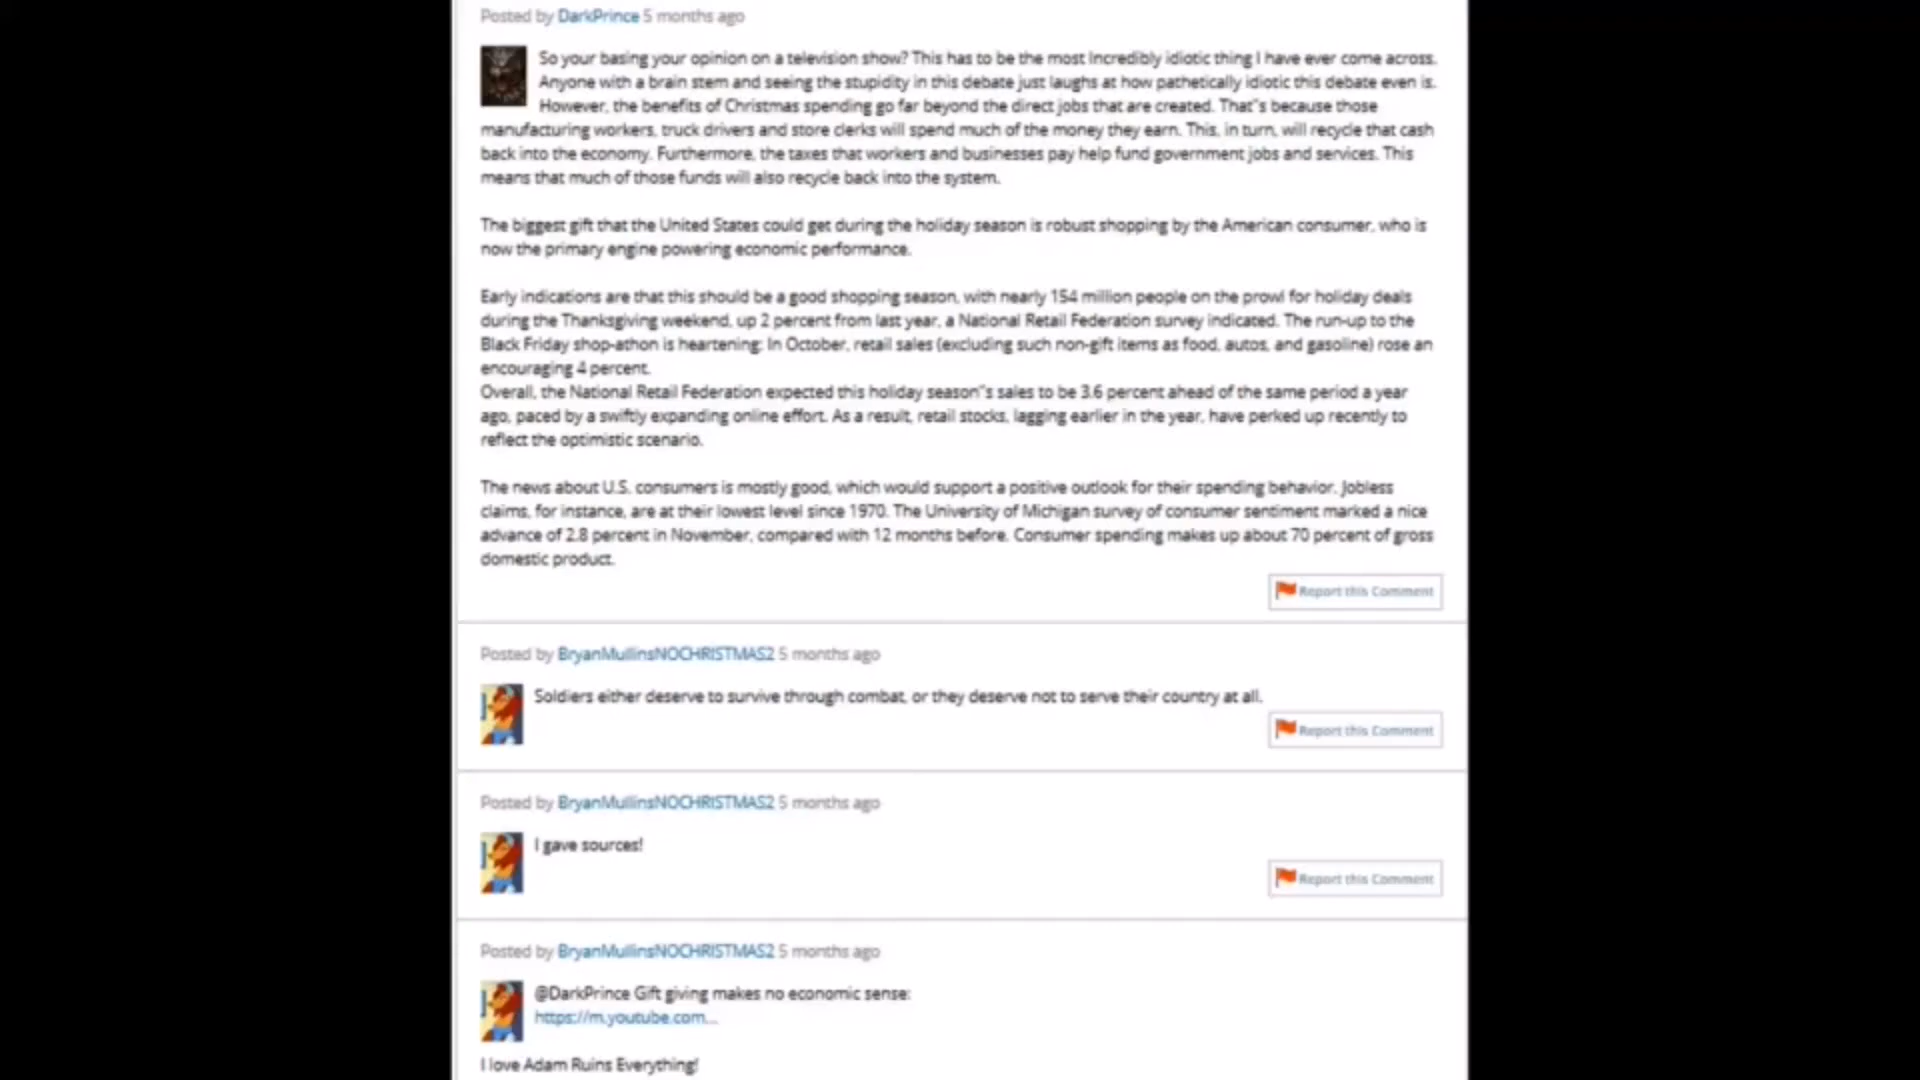 Posted by DarkPrince 5 months ago
So your basing your opinion on a television show? This has to be the most Incredibly idiotic thing I have ever come across.
Anyone with a brain stem and seeing the stupidity in this debate just laughs at how pathetically idiotic this debate even is.
However, the benefits of Christmas spending go far beyond the direct jobs that are created. That"s because those
manufacturing workers, truck drivers and store clerks will spend much of the money they earn. This, in turn, will recycle that cash
back into the economy. Furthermore, the taxes that workers and businesses pay help fund government jobs and services. This
means that much of those funds will also recycle back into the system.
The biggest gift that the United States could get during the holiday season is robust shopping by the American consumer, who is
now the primary engine powering economic performance.
Early indications are that this should be a good shopping season, with nearly 154 million people on the prowl for holiday deals
during the Thanksgiving weekend, up 2 percent from last year, a National Retail Federation survey indicated. The run-up to the
Black Friday shop-athon is heartening: In October, retail sales (excluding such non-gift items as food, autos, and gasoline) rose an
encouraging 4 percent.
Overall, the National Retail Federation expected this holiday season"s sales to be 3.6 percent ahead of the same period a year
ago, paced by a swiftly expanding online effort. As a result, retail stocks, lagging earlier in the year, have perked up recently to
reflect the optimistic scenario.
The news about U.S. consumers is mostly good, which would support a positive outlook for their spending behavior. Jobless
claims, for instance, are at their lowest level since 1970. The University of Michigan survey of consumer sentiment marked a nice
advance of 2.8 percent in November, compared with 12 months before. Consumer spending makes up about 70 percent of gross
domestic product.
Report this Comment
Posted by BryanMullinsNOCHRISTMAS2 5 months ago
Soldiers either deserve to survive through combat, or they deserve not to serve their country at all.
Report this Comment
Posted by BryanMullinsNOCHRISTMAS2 5 months ago
I gave sources!
Report this Comment
Posted by BryanMullinsNOCHRISTMAS2 5 months ago
@DarkPrince Gift giving makes no economic sense:
https://m.youtube.com...
I love Adam Ruins Everything!